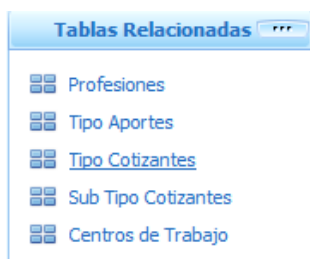 Tablas Relacionadas
Profesiones
Tipo Aportes
Tipo Cotizantes
Sub Tipo Cotizantes
Centros de Trabajo